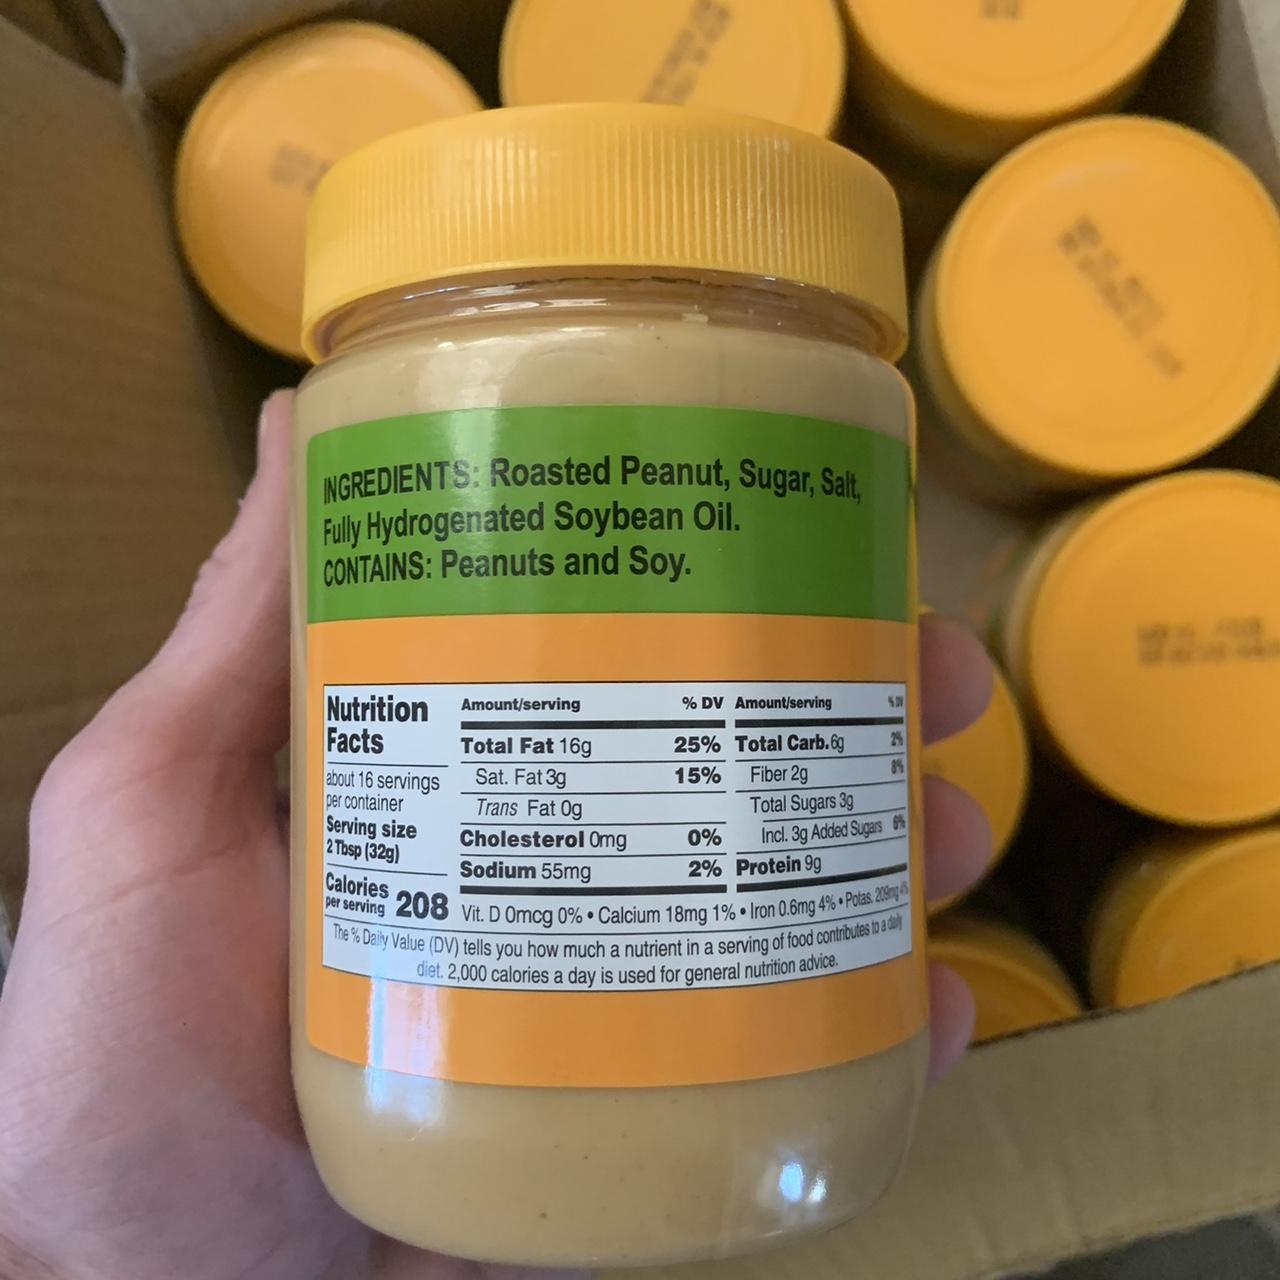 INGREDIENTS: Roasted Peanut, Sugar, Salt,
Fully Hydrogenated Soybean Oil.
CONTAINS: Peanuts and Soy.
Nutrition
Facts
about 16 servings
per container
Serving size
2 Tbsp (32g)
Calories
per serving 208
Amount/serving % DV
Total Fat 16g 25%
Sat. Fat 3g 15%
Trans Fat 0g
Cholesterol 0mg 0%
Sodium 55mg 2%
Amount/serving % DV
Total Carb. 6g 2%
Fiber 2g 8%
Total Sugars 3g
Incl. 3g Added Sugars 6%
Protein 9g
Vit. D 0mcg 0% • Calcium 18mg 1% • Iron 0.6mg 4% • Potas. 209mg 4%
The % Daily Value (DV) tells you how much a nutrient in a serving of food contributes to a daily
diet. 2,000 calories a day is used for general nutrition advice.